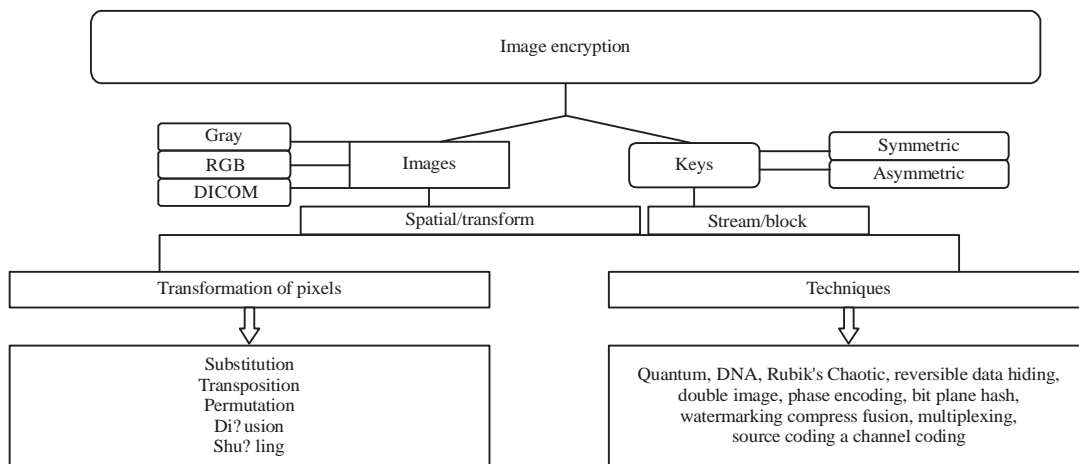 Image encryption
Gray
RGB
DICOM
Images
Keys
Symmetric
Asymmetric
Spatial/transform
Stream/block
Transformation of pixels
Techniques
Substitution
Transposition
Permutation
Di? usion
Shu? ling
Quantum, DNA, Rubik's Chaotic, reversible data hiding,
double image, phase encoding, bit plane hash,
watermarking compress fusion, multiplexing,
source coding a channel coding